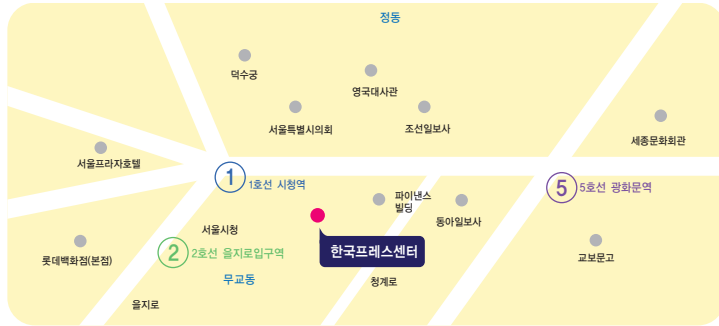 정동
덕수궁
영국대사관
서울특별시의회
조선일보사
세종문화회관
서울프라자호텔
1
1호선 시청역
5
5호선 광화문역
파이낸스
빌딩
동아일보사
서울시청
2
2호선 을지로입구역
한국프레스센터
롯데백화점(본점)
교보문고
무교동
청계로
을지로